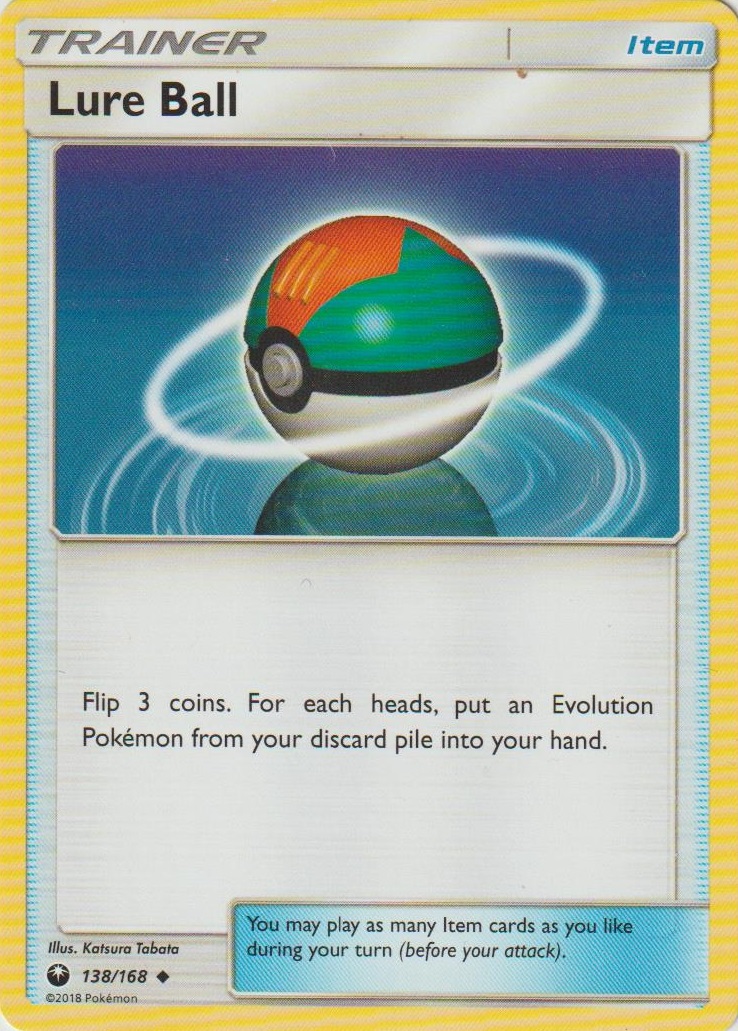 TRAINER
Item
Lure Ball
Flip 3 coins. For each heads, put an Evolution
Pokémon from your discard pile into your hand.
You may play as many Item cards as you like
during your turn (before your attack).
Illus. Katsura Tabata
138/168 ◆
©2018 Pokémon